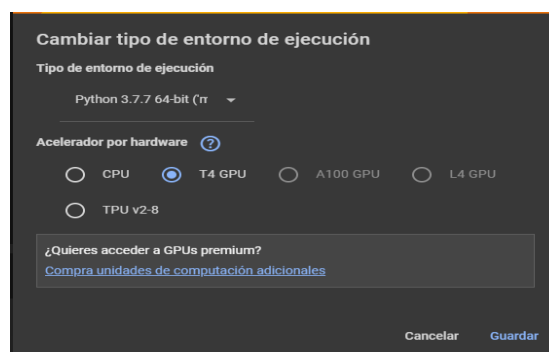 Cambiar tipo de entorno de ejecución
Tipo de entorno de ejecución
Python 3.7.7 64-bit ('rr
Acelerador por hardware ?
CPU T4 GPU A100 GPU L4 GPU
TPU v2-8
¿Quieres acceder a GPUs premium?
Compra unidades de computación adicionales
Cancelar Guardar